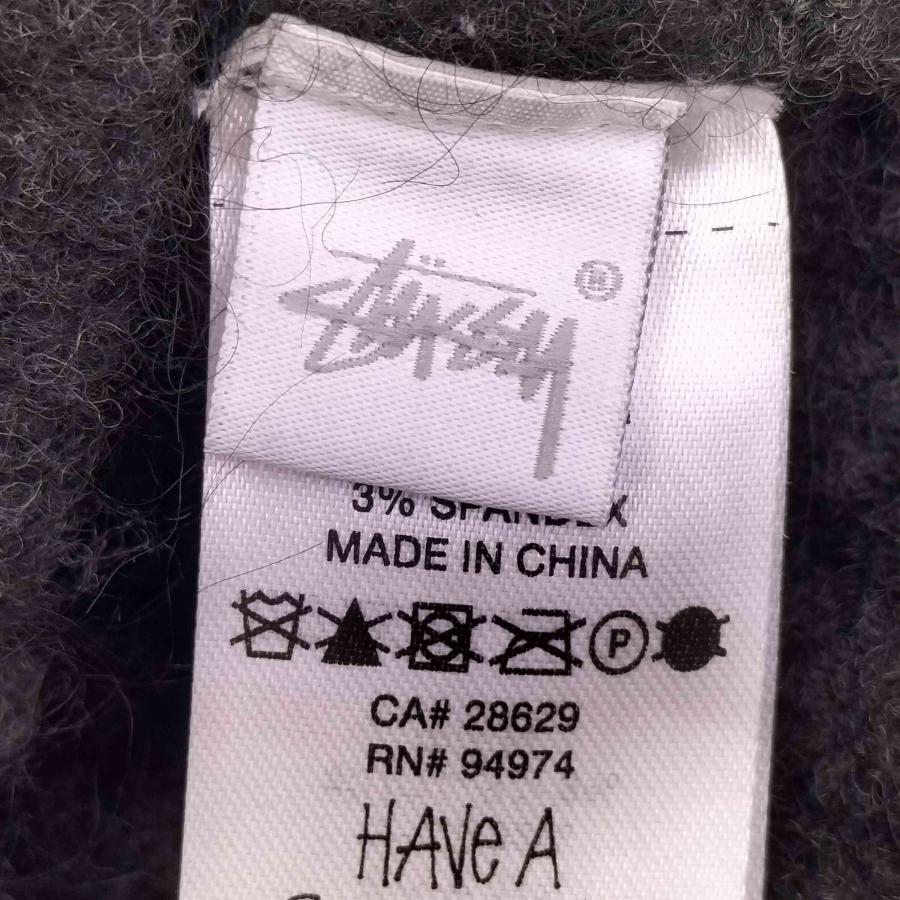 STÜSSY ®
3% SPANDEX
MADE IN CHINA
P
CA# 28629
RN# 94974
HAVE A